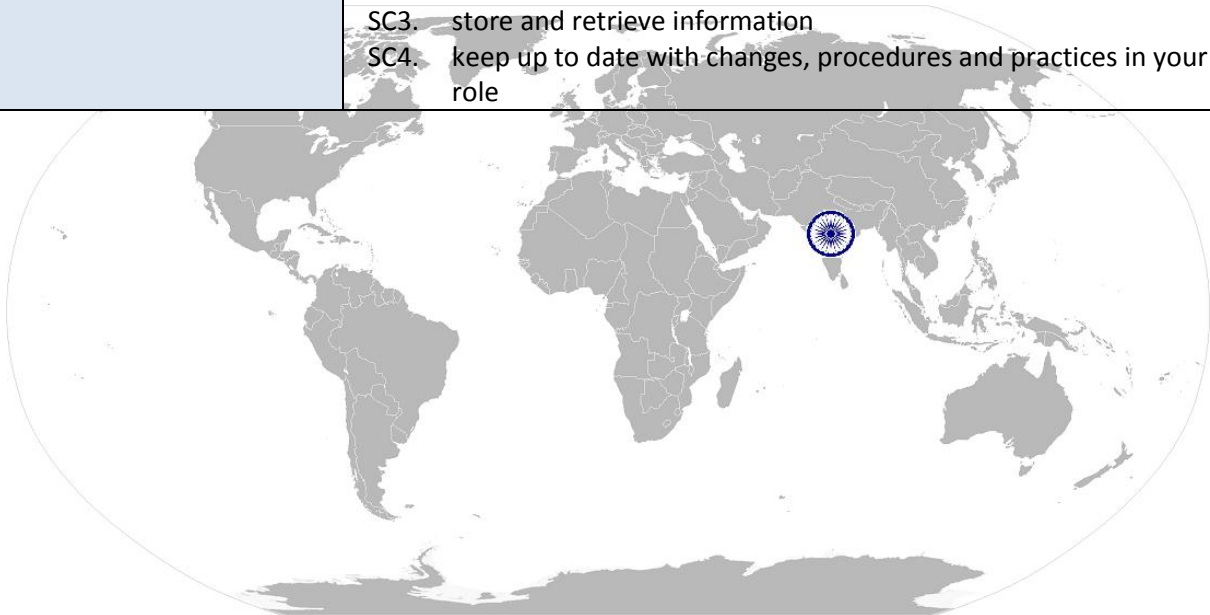 SC3. store and retrieve information
SC4. keep up to date with changes, procedures and practices in your
role